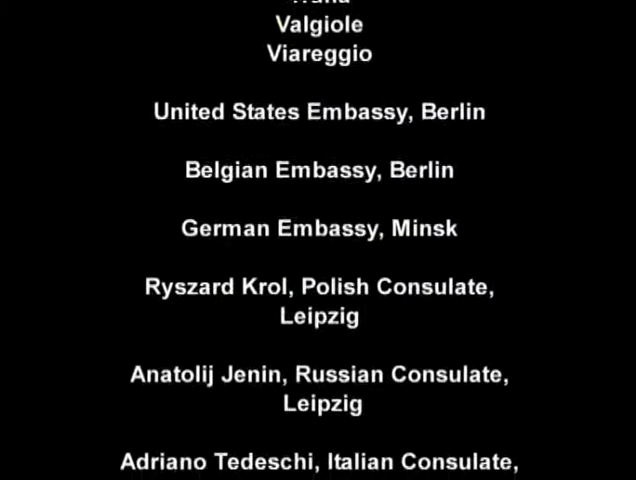 Valgiole
Viareggio
United States Embassy, Berlin
Belgian Embassy, Berlin
German Embassy, Minsk
Ryszard Krol, Polish Consulate,
Leipzig
Anatolij Jenin, Russian Consulate,
Leipzig
Adriano Tedeschi, Italian Consulate,